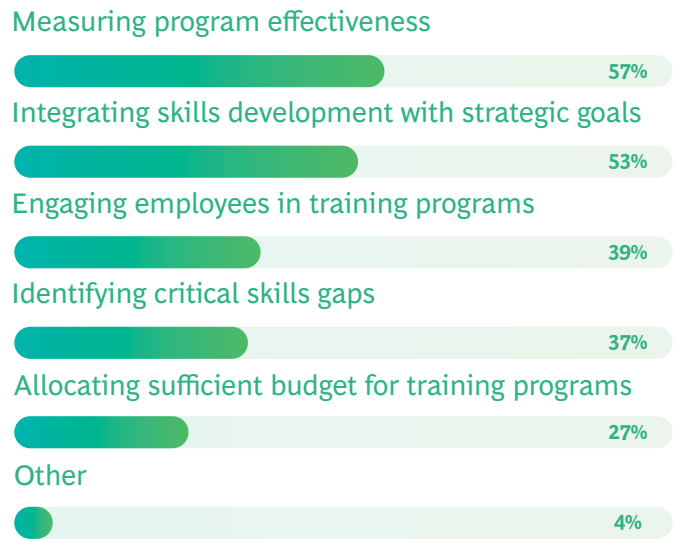 Measuring program effectiveness
57%
Integrating skills development with strategic goals
53%
Engaging employees in training programs
39%
Identifying critical skills gaps
37%
Allocating sufficient budget for training programs
27%
Other
4%